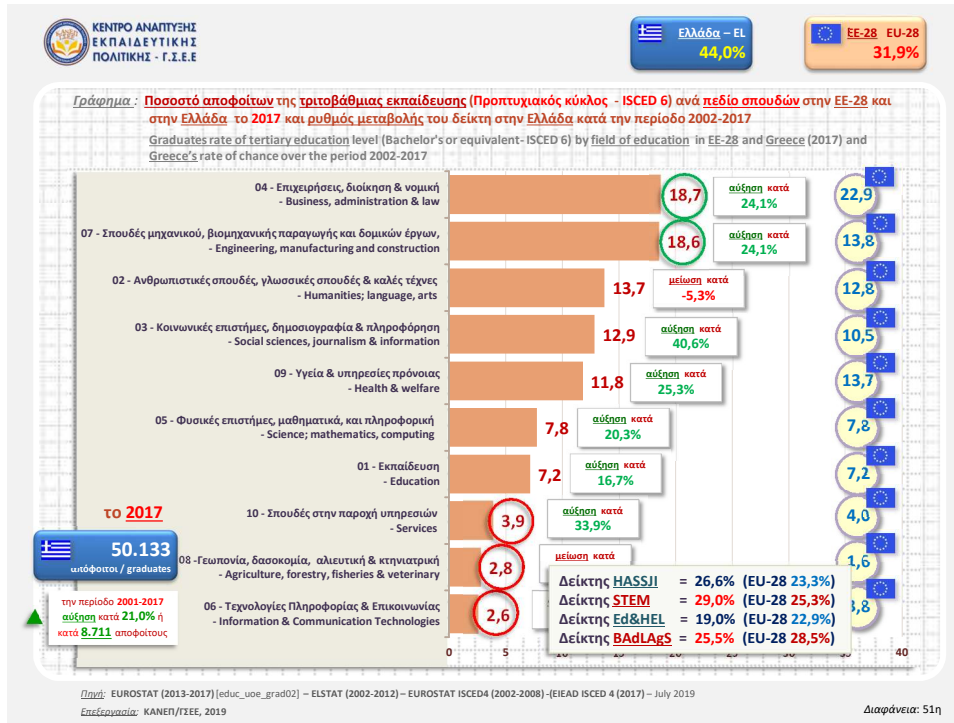 ΚΕΝΤΡΟ ΑΝΑΠΤΥΞΗΣ
ΕΚΠΑΙΔΕΥΤΙΚΗΣ
ΠΟΛΙΤΙΚΗΣ - Γ.Σ.Ε.Ε
Ελλάδα – EL
44,0%
ΕΕ-28 EU-28
31,9%
Γράφημα : Ποσοστό αποφοίτων της τριτοβάθμιας εκπαίδευσης (Προπτυχιακός κύκλος - ISCED 6) ανά πεδίο σπουδών στην ΕΕ-28 και
στην Ελλάδα το 2017 και ρυθμός μεταβολής του δείκτη στην Ελλάδα κατά την περίοδο 2002-2017
Graduates rate of tertiary education level (Bachelor's or equivalent- ISCED 6) by field of education in EE-28 and Greece (2017) and
Greece's rate of chance over the period 2002-2017
04 - Επιχειρήσεις, διοίκηση & νομική
- Business, administration & law
18,7
αύξηση κατά
24,1%
22,9
07 - Σπουδές μηχανικού, βιομηχανικής παραγωγής και δομικών έργων,
- Engineering, manufacturing and construction
18,6
αύξηση κατά
24,1%
13,8
02 - Ανθρωπιστικές σπουδές, γλωσσικές σπουδές & καλές τέχνες
- Humanities; language, arts
13,7
μείωση κατά
-5,3%
12,8
03 - Κοινωνικές επιστήμες, δημοσιογραφία & πληροφόρηση
- Social sciences, journalism & information
12,9
αύξηση κατά
40,6%
10,5
09 - Υγεία & υπηρεσίες πρόνοιας
- Health & welfare
11,8
αύξηση κατά
25,3%
13,7
05 - Φυσικές επιστήμες, μαθηματικά, και πληροφορική
- Science; mathematics, computing
7,8
αύξηση κατά
20,3%
7,8
01 - Εκπαίδευση
- Education
7,2
αύξηση κατά
16,7%
7,2
10 - Σπουδές στην παροχή υπηρεσιών
- Services
3,9
αύξηση κατά
33,9%
4,0
08 -Γεωπονία, δασοκομία, αλιευτική & κτηνιατρική
- Agriculture, forestry, fisheries & veterinary
2,8
μείωση κατά
1,6
06 - Τεχνολογίες Πληροφορίας & Επικοινωνίας
- Information & Communication Technologies
2,6
3,8
το 2017
50.133
απόφοιτοι / graduates
την περίοδο 2001-2017
αύξηση κατά 21,0% ή
κατά 8.711 αποφοίτους
Δείκτης HASSJI = 26,6% (EU-28 23,3%)
Δείκτης STEM = 29,0% (EU-28 25,3%)
Δείκτης Ed&HEL = 19,0% (EU-28 22,9%)
Δείκτης BAdLAgS = 25,5% (EU-28 28,5%)
0 5 40
Πηγή: EUROSTAT (2013-2017)[educ_uoe_grad02] – ELSTAT (2002-2012) – EUROSTAT ISCED4 (2002-2008) -(EIEAD ISCED 4 (2017) – July 2019
Επεξεργασία: ΚΑΝΕΠ/ΓΣΕΕ, 2019
Διαφάνεια: 51η